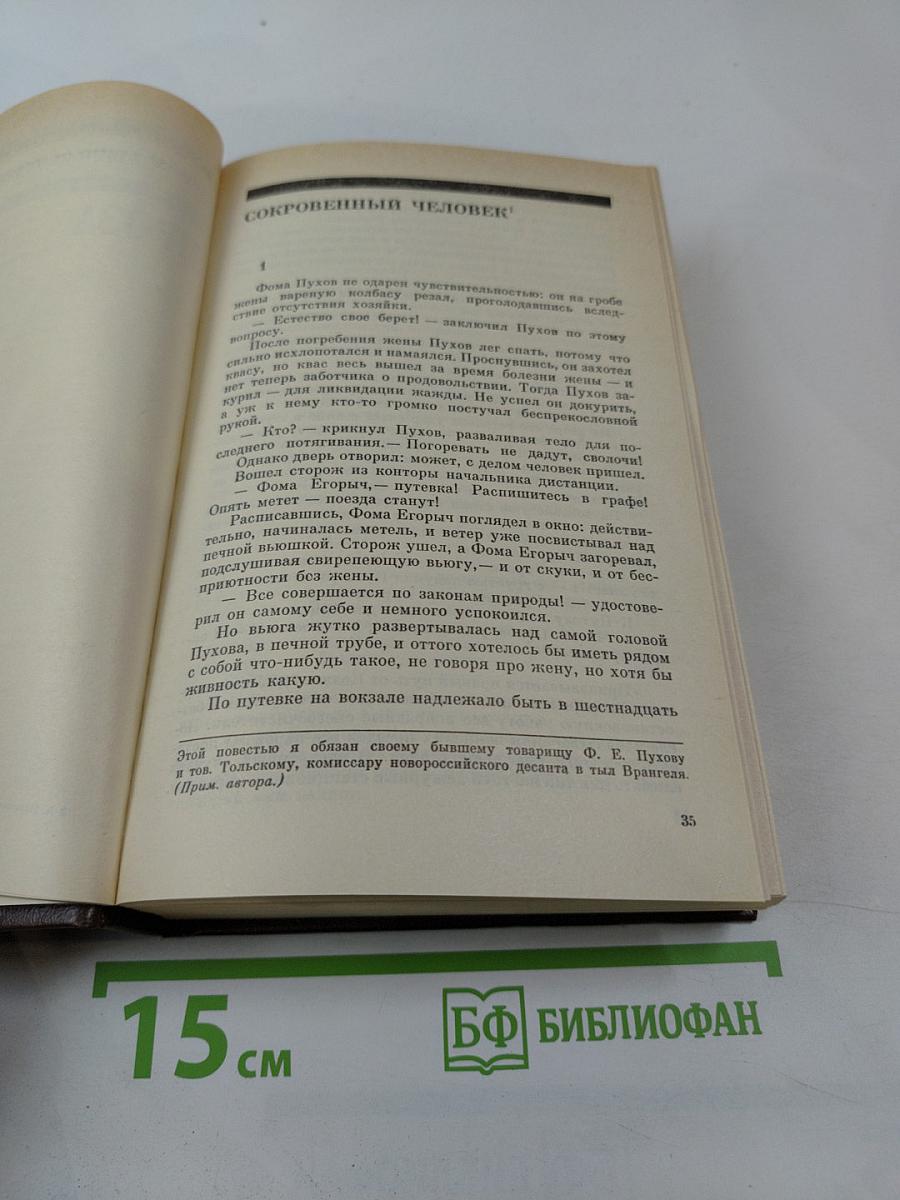 СОКРОВЕННЫЙ ЧЕЛОВЕК¹
1
Фома Пухов не одарен чувствительностью: он на гробе
жены вареную колбасу резал, проголодавшись вслед-
ствие отсутствия хозяйки.
— Естество свое берет! — заключил Пухов по этому
вопросу.
После погребения жены Пухов лег спать, потому что
сильно исхлопотался и намаялся. Проснувшись, он захотел
квасу, но квас весь вышел за время болезни жены — и
нет теперь заботчика о продовольствии. Тогда Пухов за-
курил — для ликвидации жажды. Не успел он докурить,
а уж к нему кто-то громко постучал беспрекословной
рукой.
— Кто? — крикнул Пухов, разваливая тело для по-
следнего потягивания.— Погоревать не дадут, сволочи!
Однако дверь отворил: может, с делом человек пришел.
Вошел сторож из конторы начальника дистанции.
— Фома Егорыч,— путевка! Распишитесь в графе!
Опять метет — поезда станут!
Расписавшись, Фома Егорыч поглядел в окно: действи-
тельно, начиналась метель, и ветер уже посвистывал над
печной вьюшкой. Сторож ушел, а Фома Егорыч загоревал,
подслушивая свирепеющую вьюгу,— и от скуки, и от бес-
приютности без жены.
— Все совершается по законам природы! — удостове-
рил он самому себе и немного успокоился.
Но вьюга жутко развертывалась над самой головой
Пухова, в печной трубе, и оттого хотелось бы иметь рядом
с собой что-нибудь такое, не говоря про жену, но хотя бы
живность какую.
По путевке на вокзале надлежало быть в шестнадцать
Этой повестью я обязан своему бывшему товарищу Ф. Е. Пухову
и тов. Тольскому, комиссару новороссийского десанта в тыл Врангеля.
(Прим. автора.)
35
15 см
БФ БИБЛИОФАН